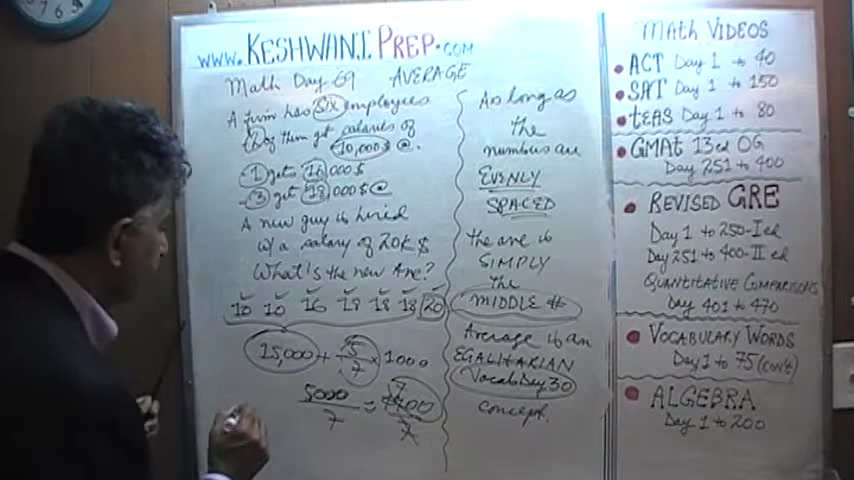 www.KESHWANI PREP.com
Math Day 69 AVERAGE
A firm has six employees
two of them get salaries of
10,000$ @.
1 gets 16,000$
3 get 18,000$ @
A new guy is hired
w/ a salary of 20K $
What's the new Ave?
10 10 16 18 18 18 20
15,000 + 5/7 × 1000
5000/7 =
As long as
the
numbers are
EVENLY
SPACED
the ave is
SIMPLY
the
MIDDLE #
Average is an
EGALITARIAN
Vocab Day 30
concept.
Math VIDEOS
ACT Day 1 to 40
SAT Day 1 to 150
TEAS Day 1 to 80
GMAT 13 ed OG
Day 251 to 400
REVISED GRE
Day 1 to 250-I ed
Day 251 to 400-II ed
QUANTITATIVE COMPARISONS
Day 401 to 470
VOCABULARY WORDS
Day 1 to 75 (con't)
ALGEBRA
Day 1 to 200